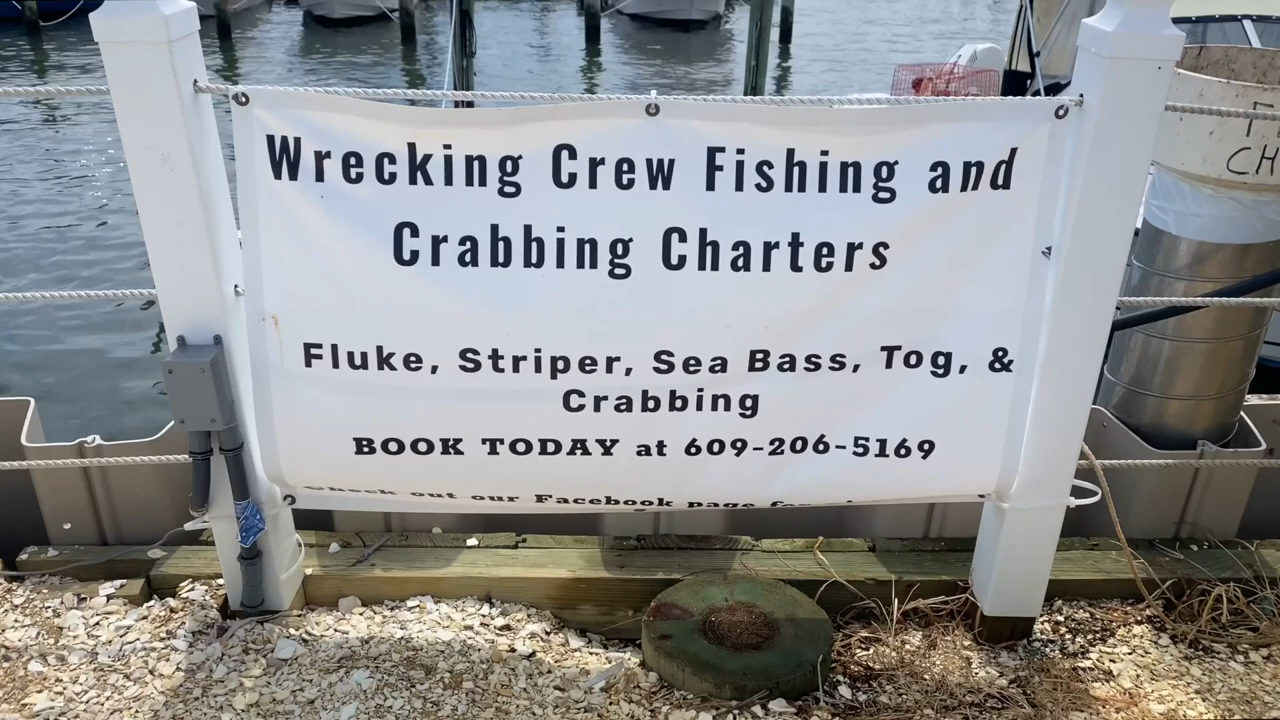 Wrecking Crew Fishing and
Crabbing Charters
Fluke, Striper, Sea Bass, Tog, &
Crabbing
BOOK TODAY at 609-206-5169
Check out our Facebook page
CH